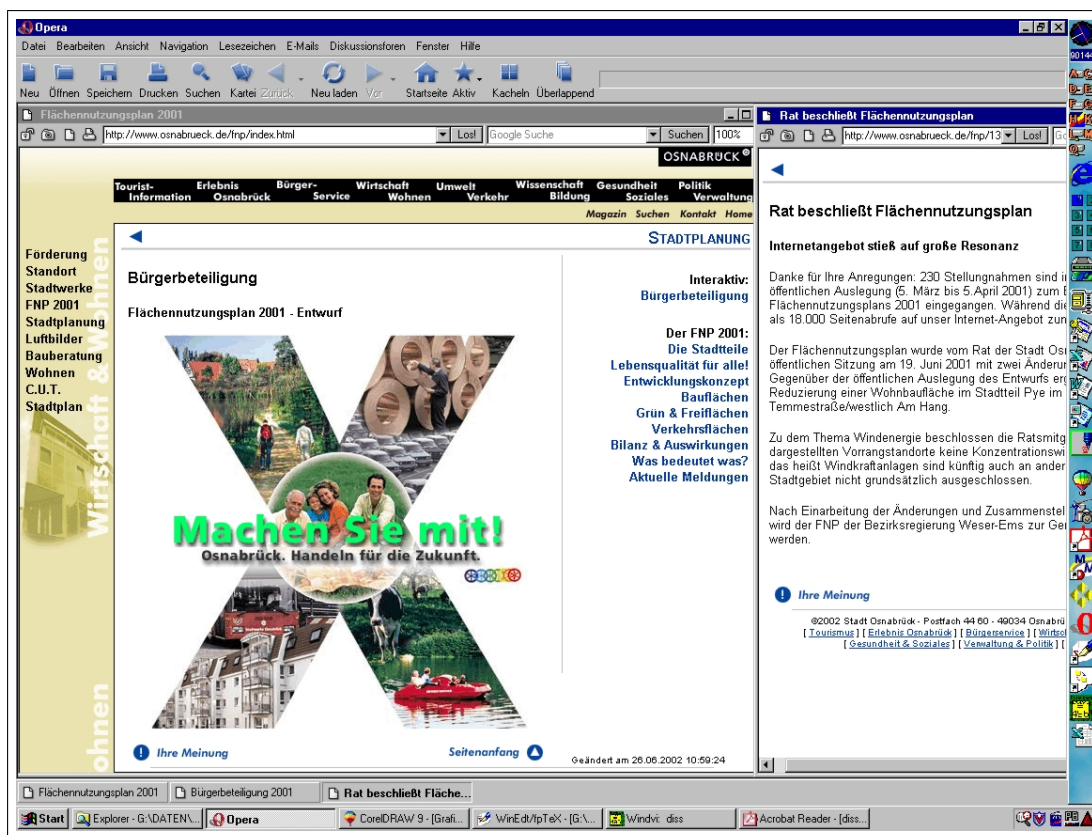 Opera
Datei Bearbeiten Ansicht Navigation Lesezeichen E-Mails Diskussionsforen Fenster Hilfe
Neu Öffnen Speichern Drucken Suchen Kartei Zurück Neu laden Vor Startseite Aktiv Kacheln Überlappend
Flächennutzungsplan 2001
http://www.osnabrueck.de/fnp/index.html Los! Google Suche Suchen 100%
OSNABRÜCK
Tourist-Information Erlebnis Osnabrück Bürger-Service Wirtschaft Wohnen Umwelt Verkehr Wissenschaft Bildung Gesundheit Soziales Politik Verwaltung
Magazin Suchen Kontakt Home
STADTPLANUNG
Förderung
Standort
Stadtwerke
FNP 2001
Stadtplanung
Luftbilder
Bauberatung
Wohnen
C.U.T.
Stadtplan
Wirtschaft & Wohnen
ohnen
Bürgerbeteiligung
Flächennutzungsplan 2001 - Entwurf
Machen Sie mit!
Osnabrück. Handeln für die Zukunft.
Interaktiv:
Bürgerbeteiligung
Der FNP 2001:
Die Stadtteile
Lebensqualität für alle!
Entwicklungskonzept
Bauflächen
Grün & Freiflächen
Verkehrsflächen
Bilanz & Auswirkungen
Was bedeutet was?
Aktuelle Meldungen
Ihre Meinung
Seitenanfang
Geändert am 26.06.2002 10:59:24
Rat beschließt Flächennutzungsplan
http://www.osnabrueck.de/fnp/13 Los!
Rat beschließt Flächennutzungsplan
Internetangebot stieß auf große Resonanz
Danke für Ihre Anregungen: 230 Stellungnahmen sind i
öffentlichen Auslegung (5. März bis 5.April 2001) zum
Flächennutzungsplans 2001 eingegangen. Während die
als 18.000 Seitenabrufe auf unser Internet-Angebot zu
Der Flächennutzungsplan wurde vom Rat der Stadt Os
öffentlichen Sitzung am 19. Juni 2001 mit zwei Änderu
Gegenüber der öffentlichen Auslegung des Entwurfs er
Reduzierung einer Wohnbaufläche im Stadtteil Pye im
Temmestraße/westlich Am Hang.
Zu dem Thema Windenergie beschlossen die Ratsmitg
dargestellten Vorrangstandorte keine Konzentrationswi
das heißt Windkraftanlagen sind künftig auch an ander
Stadtgebiet nicht grundsätzlich ausgeschlossen.
Nach Einarbeitung der Änderungen und Zusammenstel
wird der FNP der Bezirksregierung Weser-Ems zur Ge
werden.
Ihre Meinung
©2002 Stadt Osnabrück - Postfach 44 60 - 49034 Osnabrü
[ Tourismus ] [ Erlebnis Osnabrück ] [ Bürgerservice ] [ Wirtsc
[ Gesundheit & Soziales ] [ Verwaltung & Politik ] [
Flächennutzungsplan 2001 Bürgerbeteiligung 2001 Rat beschließt Fläche...
Start Explorer - G:\DATEN\... Opera CorelDRAW 9 - [Grafi... WinEdt/fpTeX - [G:\... Windvi: diss Acrobat Reader - [diss...